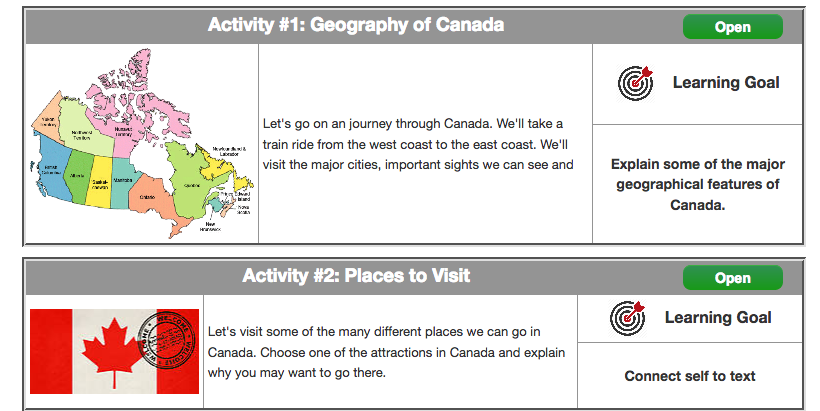 Activity #1: Geography of Canada
Open
Yukon
Territory
Northwest
Territory
Nunavut
Territory
British
Columbia
Alberta
Saskat-
chewan
Manitoba
Ontario
Quebec
Newfoundland &
Labrador
Prince Edward
Island
Nova
Scotia
New
Brunswick
Let's go on an journey through Canada. We'll take a
train ride from the west coast to the east coast. We'll
visit the major cities, important sights we can see and
Learning Goal
Explain some of the major
geographical features of
Canada.
Activity #2: Places to Visit
Open
WELCOME
WELCOME
Let's visit some of the many different places we can go in
Canada. Choose one of the attractions in Canada and explain
why you may want to go there.
Learning Goal
Connect self to text